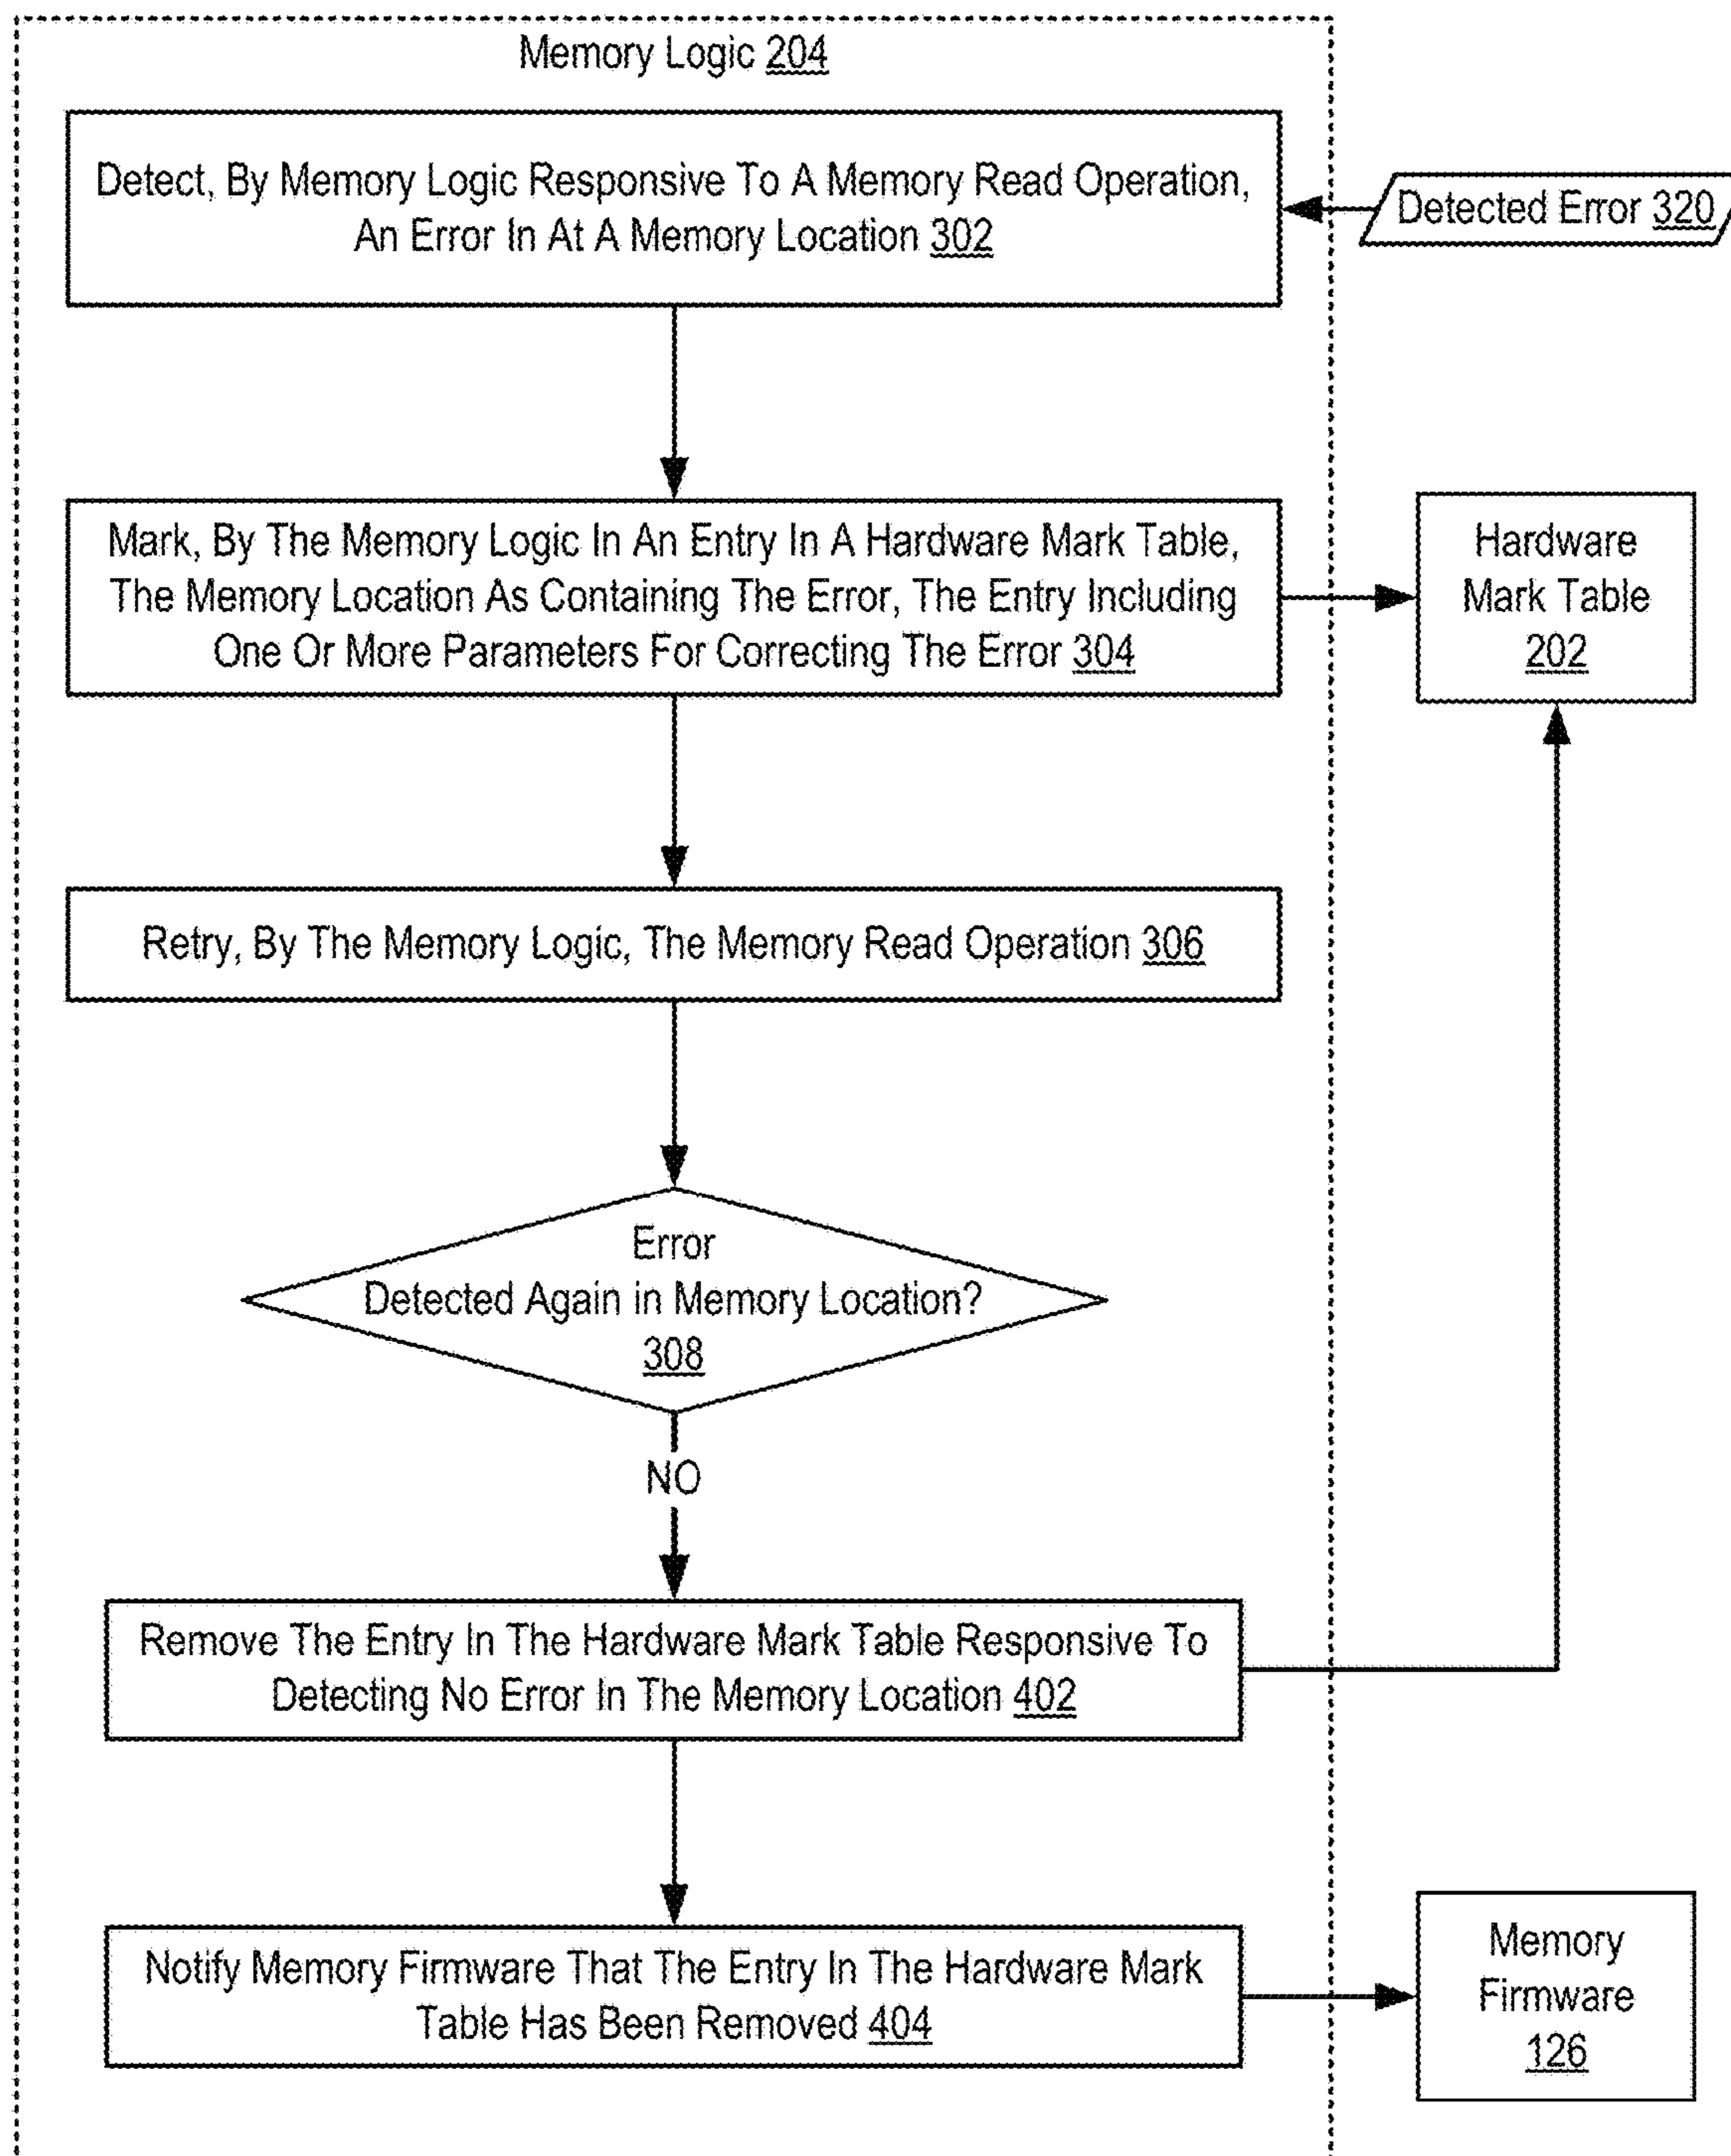 Memory Logic 204
Detect, By Memory Logic Responsive To A Memory Read Operation,
An Error In At A Memory Location 302
Detected Error 320
Mark, By The Memory Logic In An Entry In A Hardware Mark Table,
The Memory Location As Containing The Error, The Entry Including
One Or More Parameters For Correcting The Error 304
Hardware
Mark Table
202
Retry, By The Memory Logic, The Memory Read Operation 306
Error
Detected Again in Memory Location?
308
NO
Remove The Entry In The Hardware Mark Table Responsive To
Detecting No Error In The Memory Location 402
Notify Memory Firmware That The Entry In The Hardware Mark
Table Has Been Removed 404
Memory
Firmware
126